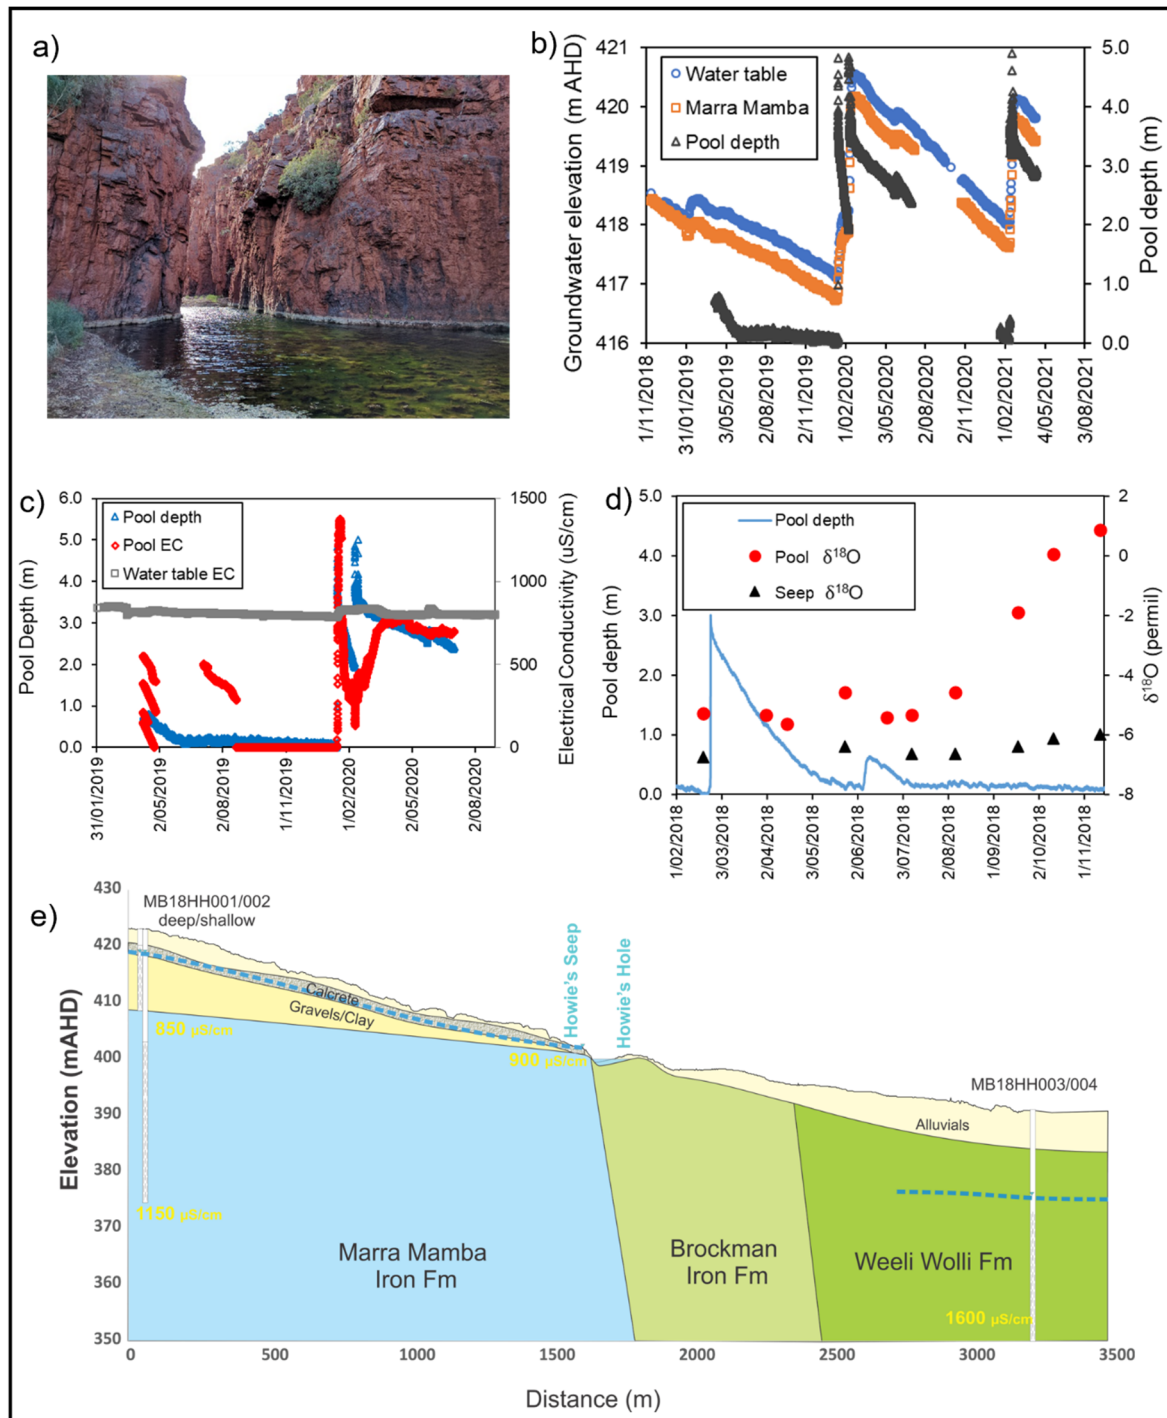 a)
b)
Groundwater elevation (m AHD)
421
420
419
418
417
416
Water table
Marra Mamba
Pool depth
5.0
4.0
3.0
2.0
1.0
0.0
Pool depth (m)
1/11/2018
31/01/2019
3/05/2019
2/08/2019
1/11/2019
1/02/2020
3/05/2020
2/08/2020
2/11/2020
1/02/2021
4/05/2021
3/08/2021
c)
Pool Depth (m)
6.0
5.0
4.0
3.0
2.0
1.0
0.0
Pool depth
Pool EC
Water table EC
1500
1000
500
0
Electrical Conductivity (uS/cm)
31/01/2019
2/05/2019
2/08/2019
1/11/2019
1/02/2020
2/05/2020
2/08/2020
d)
Pool depth (m)
5.0
4.0
3.0
2.0
1.0
0.0
Pool depth
Pool δ¹⁸O
Seep δ¹⁸O
2
0
-2
-4
-6
-8
δ¹⁸O (permil)
1/02/2018
3/03/2018
2/04/2018
3/05/2018
2/06/2018
3/07/2018
2/08/2018
1/09/2018
2/10/2018
1/11/2018
e)
Elevation (mAHD)
430
420
410
400
390
380
370
360
350
MB18HH001/002
deep/shallow
Calcrete
Gravels/Clay
850 µS/cm
900 µS/cm
1150 µS/cm
Howie's Seep
Howie's Hole
MB18HH003/004
Alluvials
Marra Mamba
Iron Fm
Brockman
Iron Fm
Weeli Wolli Fm
1600 µS/cm
0
500
1000
1500
2000
2500
3000
3500
Distance (m)